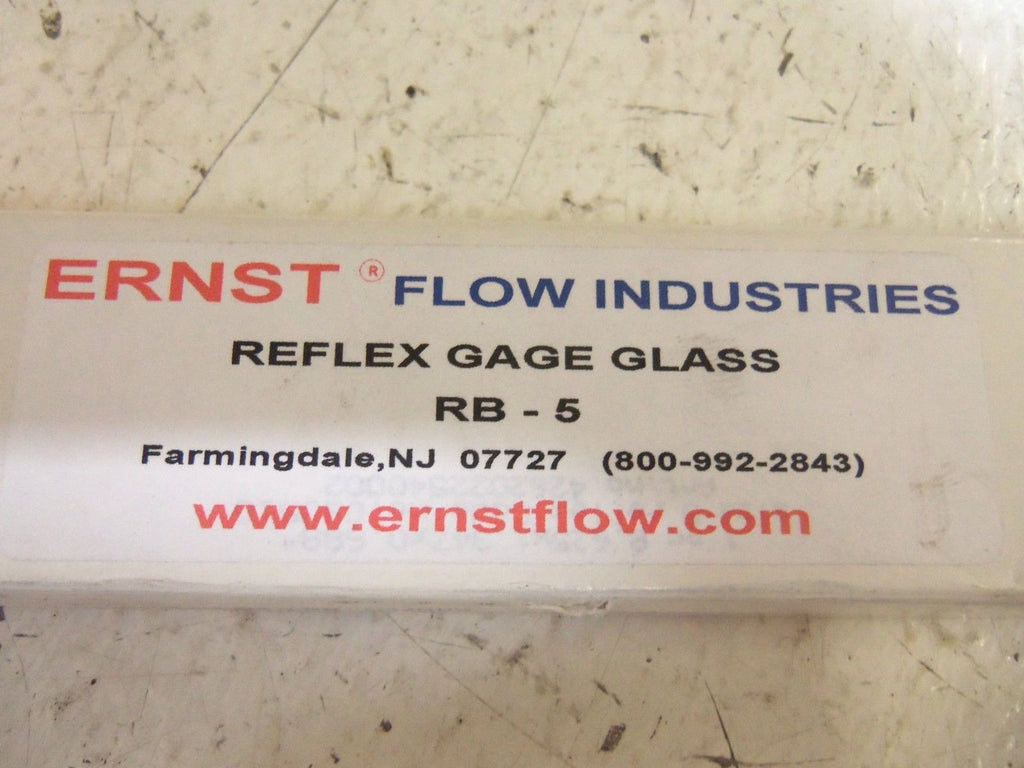 ERNST ® FLOW INDUSTRIES
REFLEX GAGE GLASS
RB - 5
Farmingdale,NJ 07727 (800-992-2843)
www.ernstflow.com